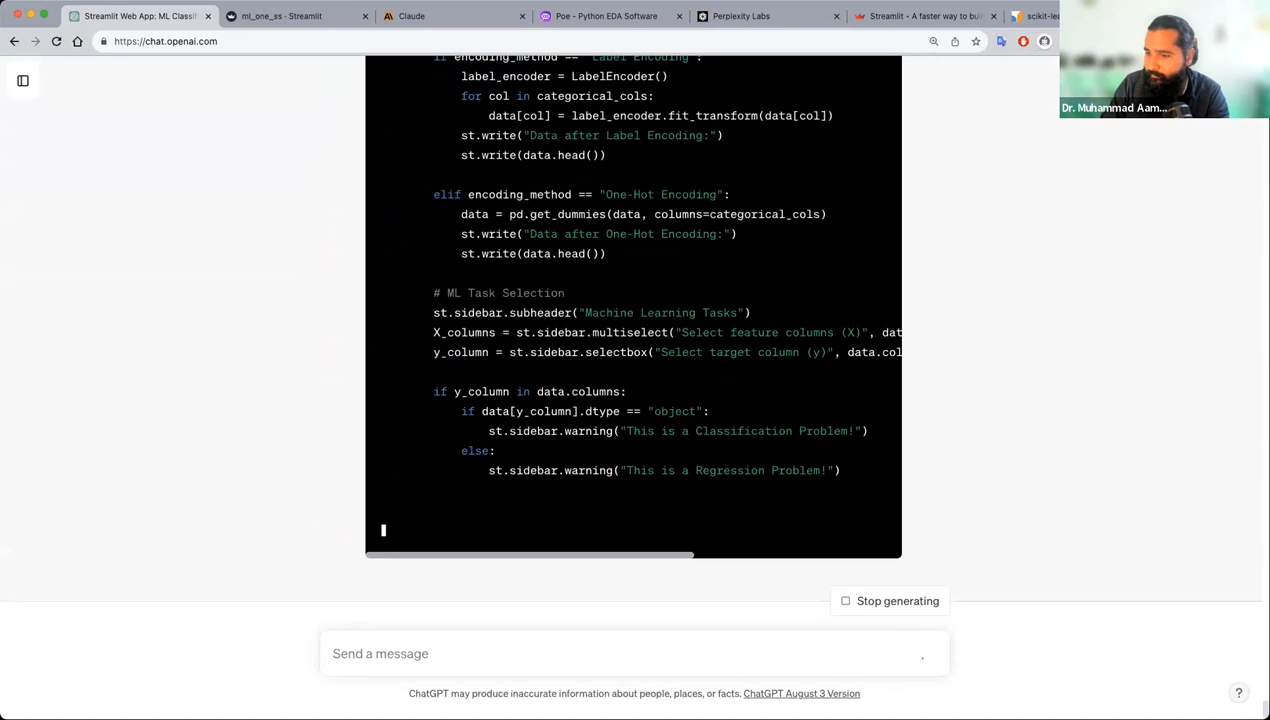 Streamlit Web App: ML Classif
ml_one_ss · Streamlit
Claude
Poe - Python EDA Software
Perplexity Labs
Streamlit • A faster way to buil
scikit-lea
https://chat.openai.com
Dr. Muhammad Aam...
if encoding_method == "Label Encoding":
label_encoder = LabelEncoder()
for col in categorical_cols:
data[col] = label_encoder.fit_transform(data[col])
st.write("Data after Label Encoding:")
st.write(data.head())
elif encoding_method == "One-Hot Encoding":
data = pd.get_dummies(data, columns=categorical_cols)
st.write("Data after One-Hot Encoding:")
st.write(data.head())
# ML Task Selection
st.sidebar.subheader("Machine Learning Tasks")
X_columns = st.sidebar.multiselect("Select feature columns (X)", dat
y_column = st.sidebar.selectbox("Select target column (y)", data.col
if y_column in data.columns:
if data[y_column].dtype == "object":
st.sidebar.warning("This is a Classification Problem!")
else:
st.sidebar.warning("This is a Regression Problem!")
Stop generating
Send a message
ChatGPT may produce inaccurate information about people, places, or facts. ChatGPT August 3 Version
?